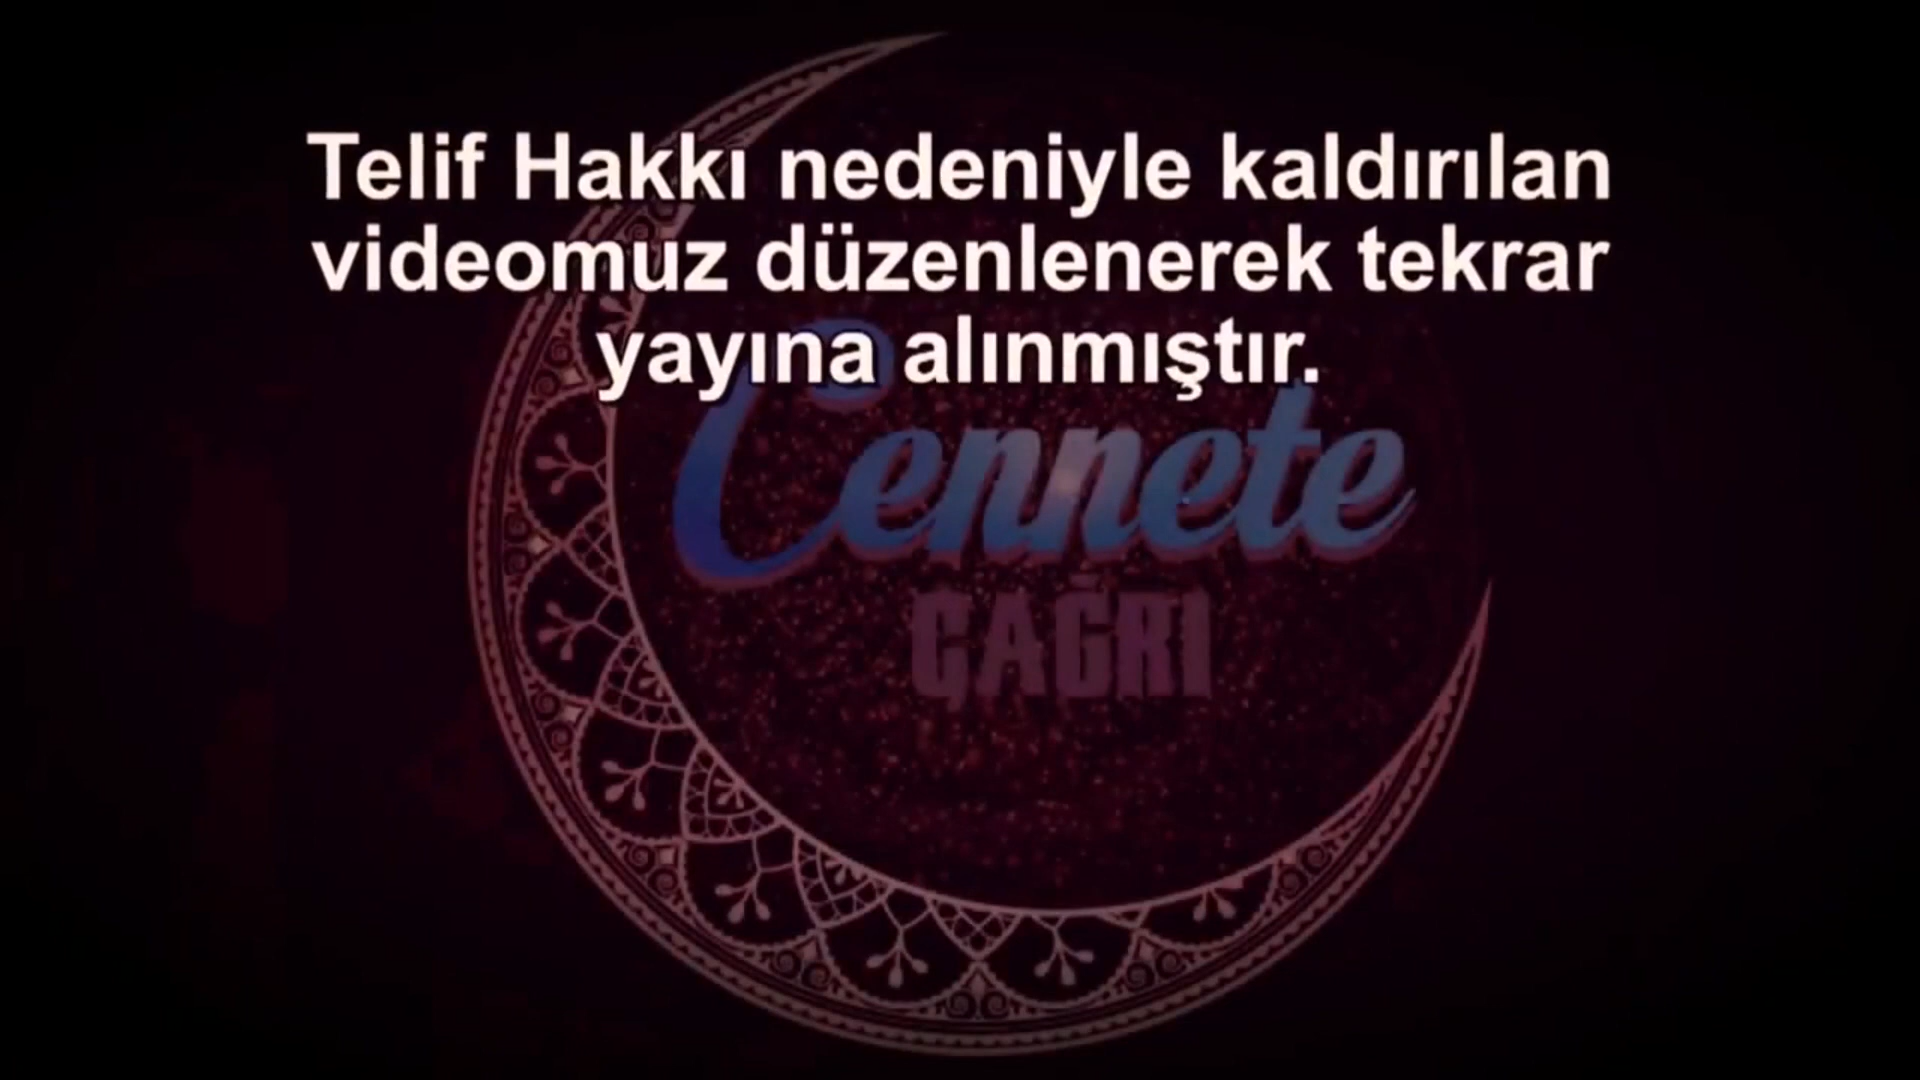 Telif Hakkı nedeniyle kaldırılan
videomuz düzenlenerek tekrar
yayına alınmıştır.
Cennete
ÇAĞRI